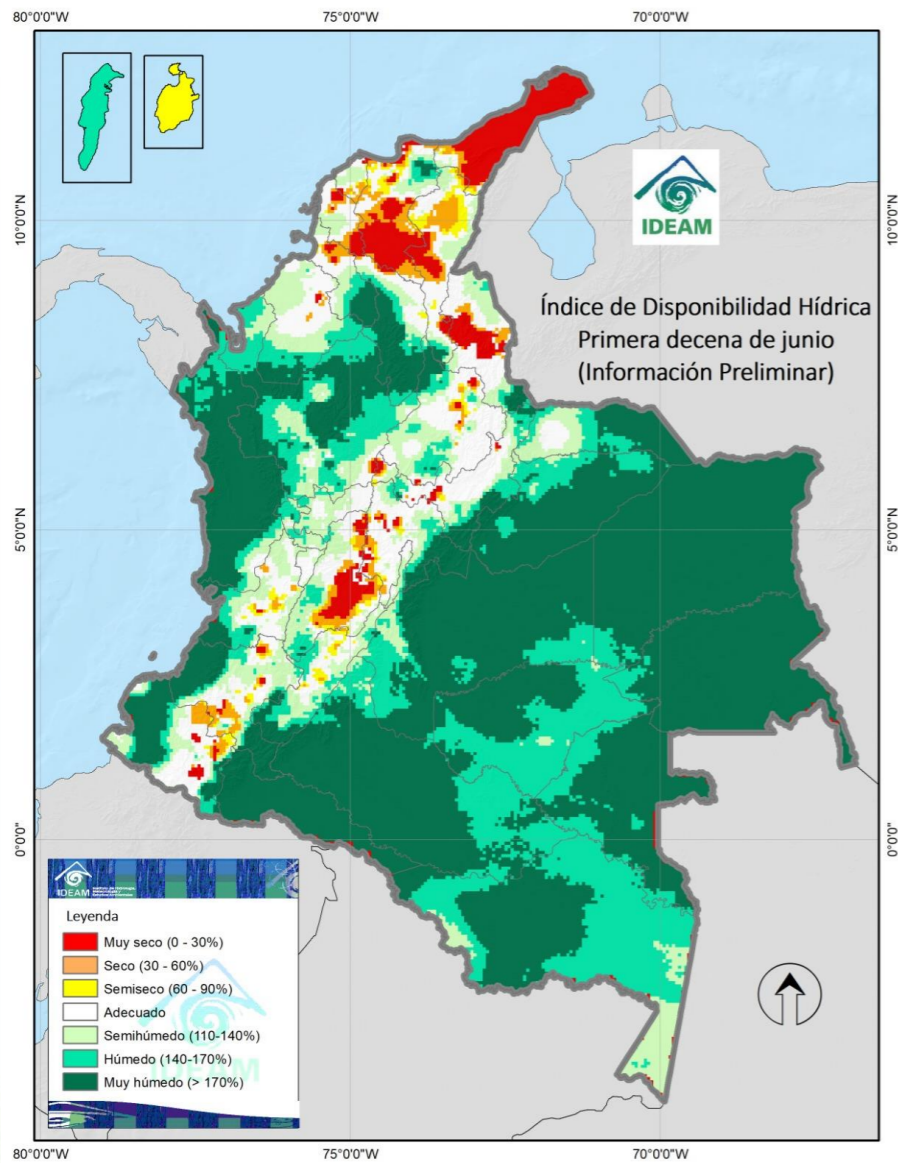 80°0'0"W
75°0'0"W
70°0'0"W
10°0'0"N
10°0'0"N
IDEAM
Índice de Disponibilidad Hídrica
Primera decena de junio
(Información Preliminar)
5°0'0"N
5°0'0"N
0°0'0"
0°0'0"
IDEAM
Leyenda
Muy seco (0 - 30%)
Seco (30 - 60%)
Semiseco (60 - 90%)
Adecuado
Semihúmedo (110-140%)
Húmedo (140-170%)
Muy húmedo (> 170%)
IDEAM
80°0'0"W
75°0'0"W
70°0'0"W